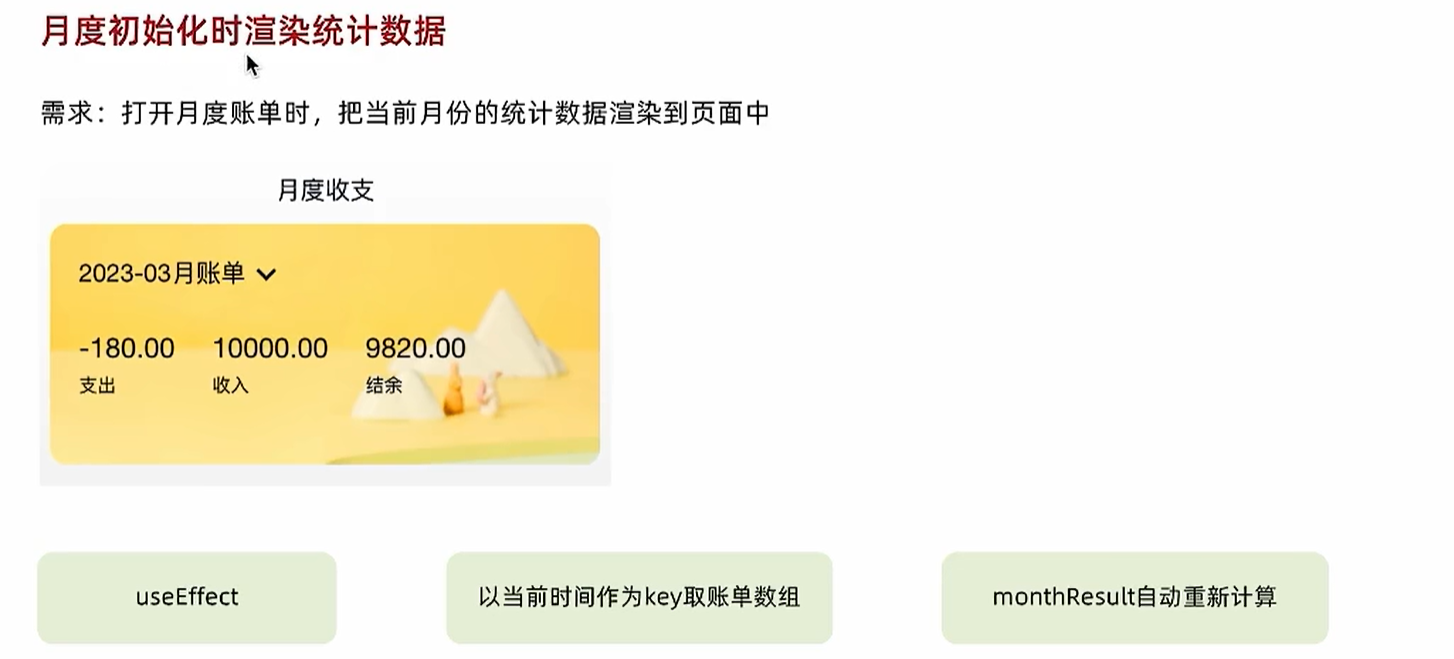 月度初始化时渲染统计数据
需求：打开月度账单时，把当前月份的统计数据渲染到页面中
月度收支
2023-03月账单
-180.00 10000.00 9820.00
支出 收入 结余
useEffect
以当前时间作为key取账单数组
monthResult自动重新计算